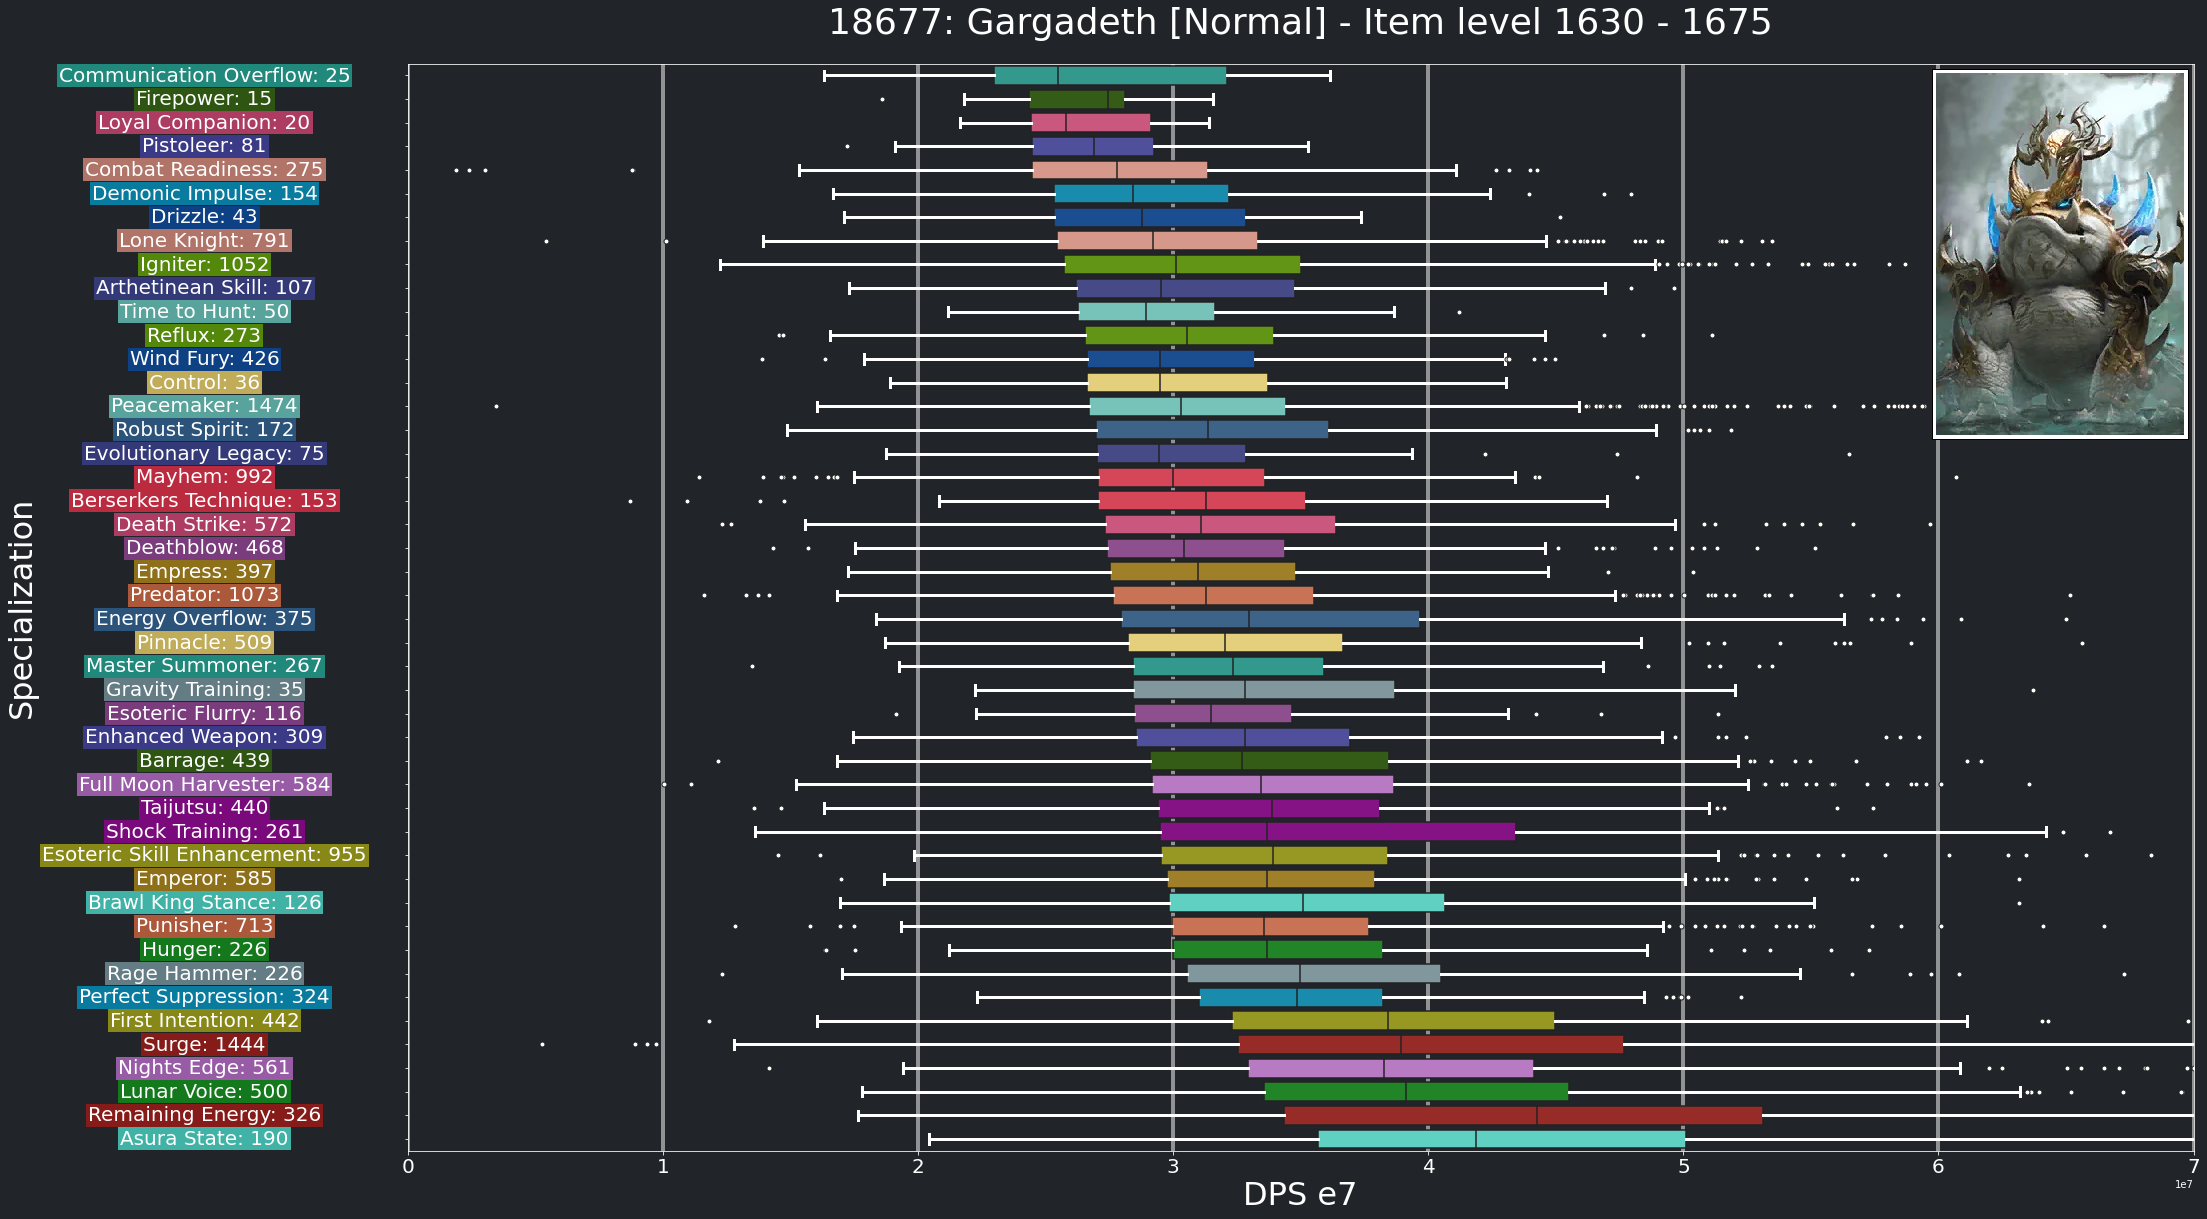 18677: Gargadeth [Normal] - Item level 1630 - 1675
Communication Overflow: 25
Firepower: 15
Loyal Companion: 20
Pistoleer: 81
Combat Readiness: 275
Demonic Impulse: 154
Drizzle: 43
Lone Knight: 791
Igniter: 1052
Arthetinean Skill: 107
Time to Hunt: 50
Reflux: 273
Wind Fury: 426
Control: 36
Peacemaker: 1474
Robust Spirit: 172
Evolutionary Legacy: 75
Mayhem: 992
Berserkers Technique: 153
Death Strike: 572
Deathblow: 468
Empress: 397
Predator: 1073
Energy Overflow: 375
Pinnacle: 509
Master Summoner: 267
Gravity Training: 35
Esoteric Flurry: 116
Enhanced Weapon: 309
Barrage: 439
Full Moon Harvester: 584
Taijutsu: 440
Shock Training: 261
Esoteric Skill Enhancement: 955
Emperor: 585
Brawl King Stance: 126
Punisher: 713
Hunger: 226
Rage Hammer: 226
Perfect Suppression: 324
First Intention: 442
Surge: 1444
Nights Edge: 561
Lunar Voice: 500
Remaining Energy: 326
Asura State: 190
Specialization
0 1 2 3 4 5 6 7
1e7
DPS e7